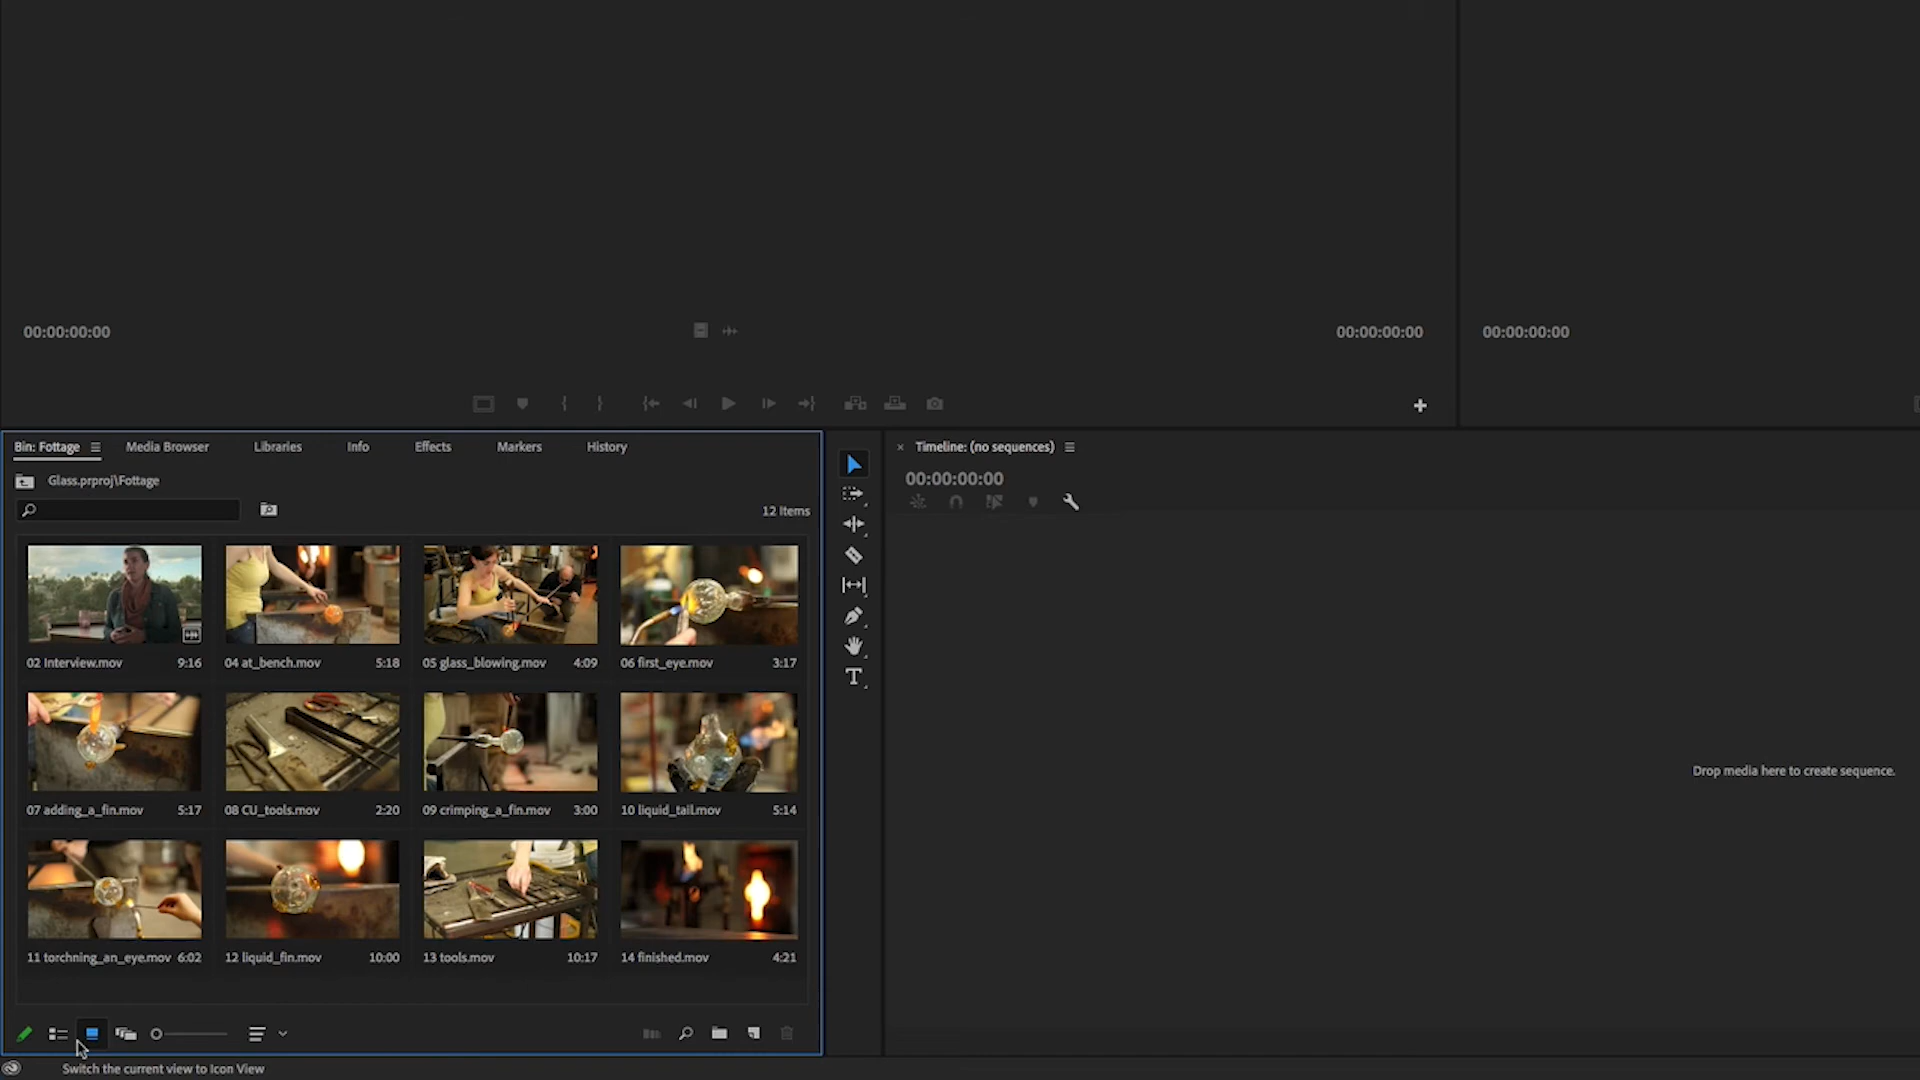 00:00:00:00
00:00:00:00
00:00:00:00
Bin: Fottage
Media Browser
Libraries
Info
Effects
Markers
History
Timeline: (no sequences)
Glass.prproj\Fottage
00:00:00:00
12 Items
02 Interview.mov 9:16
04 at_bench.mov 5:18
05 glass_blowing.mov 4:09
06 first_eye.mov 3:17
07 adding_a_fin.mov 5:17
08 CU_tools.mov 2:20
09 crimping_a_fin.mov 3:00
10 liquid_tail.mov 5:14
11 torchning_an_eye.mov 6:02
12 liquid_fin.mov 10:00
13 tools.mov 10:17
14 finished.mov 4:21
Drop media here to create sequence.
Switch the current view to Icon View